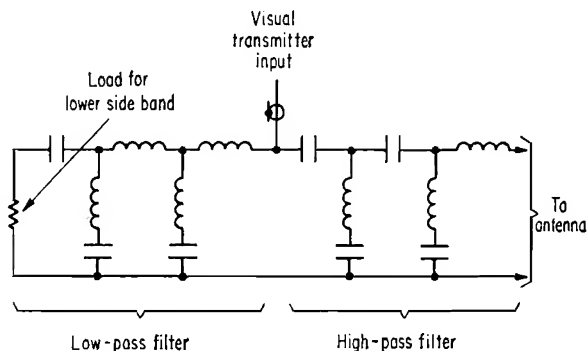 Visual
transmitter
input
Load for
lower side band
To
antenna
Low-pass filter
High-pass filter